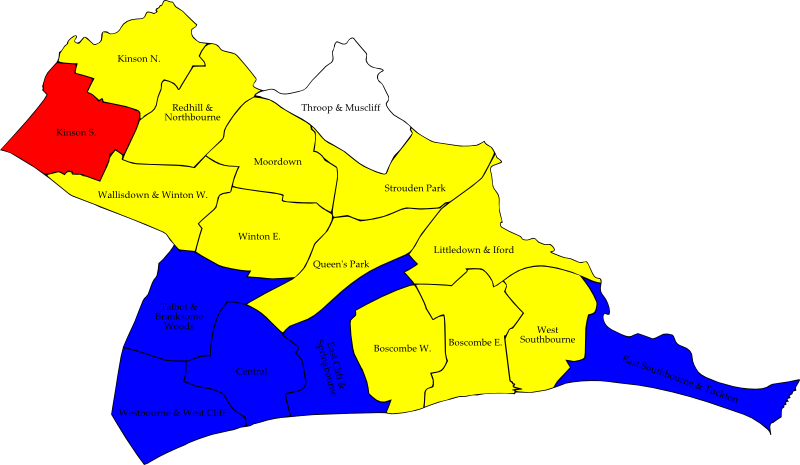 Kinson N.
Throop & Muscliff
Redhill &
Northbourne
Kinson S.
Moordown
Strouden Park
Wallisdown & Winton W.
Winton E.
Littledown & Iford
Queen's Park
Talbot &
Branksome
Woods
West
Southbourne
Boscombe E.
Boscombe W.
East Cliff &
Springbourne
Central
East Southbourne & Tuckton
Westbourne & West Cliff